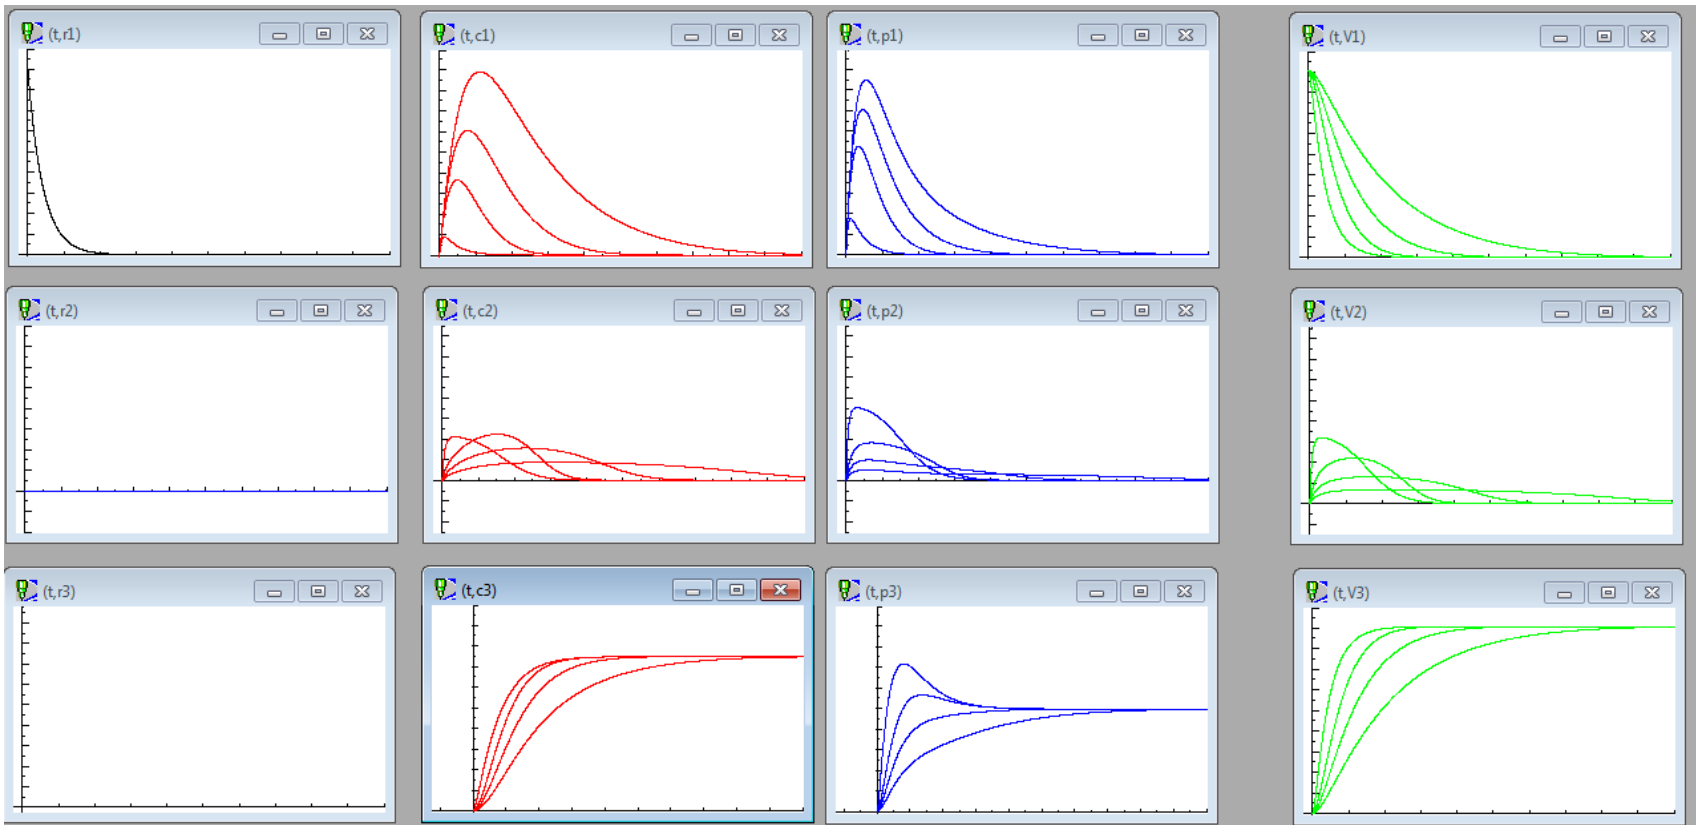 (t,r1)
(t,c1)
(t,p1)
(t,V1)
(t,r2)
(t,c2)
(t,p2)
(t,V2)
(t,r3)
(t,c3)
(t,p3)
(t,V3)